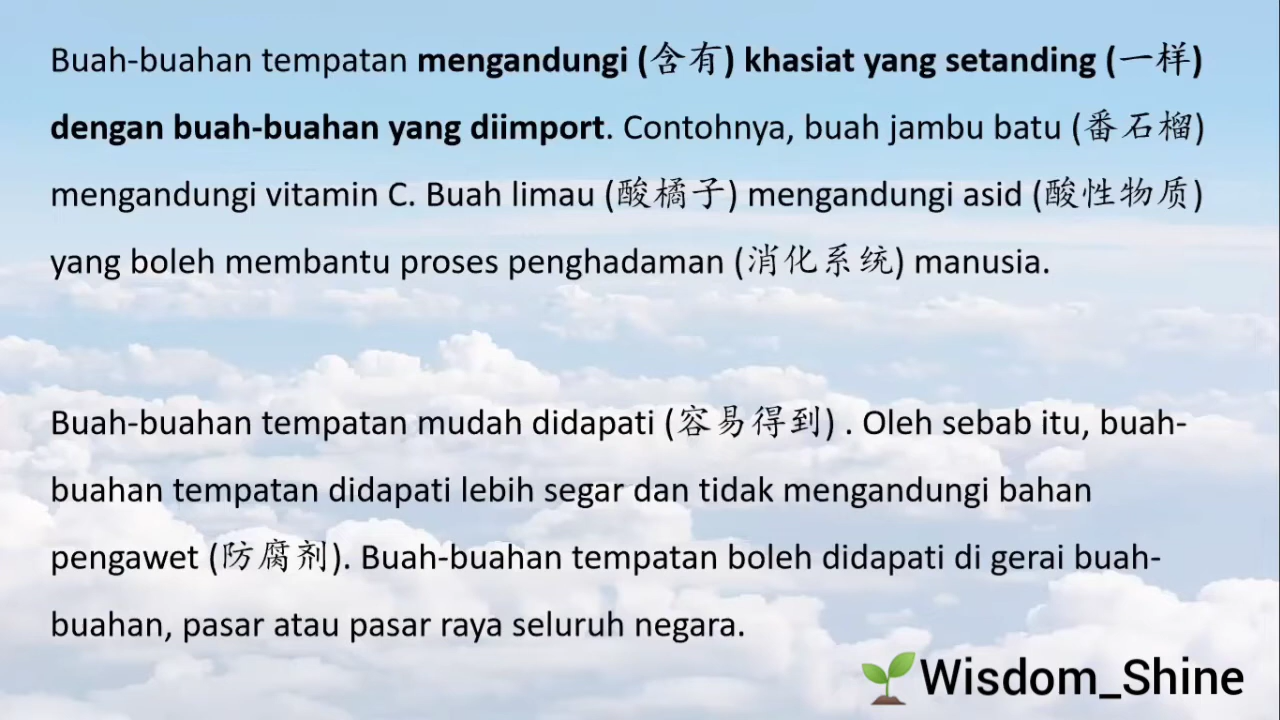 Buah-buahan tempatan mengandungi (含有) khasiat yang setanding (一样)
dengan buah-buahan yang diimport. Contohnya, buah jambu batu (番石榴)
mengandungi vitamin C. Buah limau (酸橘子) mengandungi asid (酸性物质)
yang boleh membantu proses penghadaman (消化系统) manusia.
Buah-buahan tempatan mudah didapati (容易得到) . Oleh sebab itu, buah-
buahan tempatan didapati lebih segar dan tidak mengandungi bahan
pengawet (防腐剂). Buah-buahan tempatan boleh didapati di gerai buah-
buahan, pasar atau pasar raya seluruh negara.
Wisdom_Shine